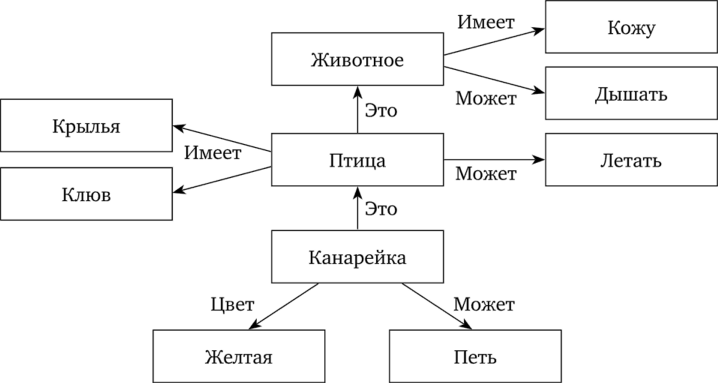 Имеет
Кожу
Животное
Может
Дышать
Это
Крылья
Имеет
Птица
Может
Летать
Клюв
Это
Канарейка
Цвет
Может
Желтая
Петь